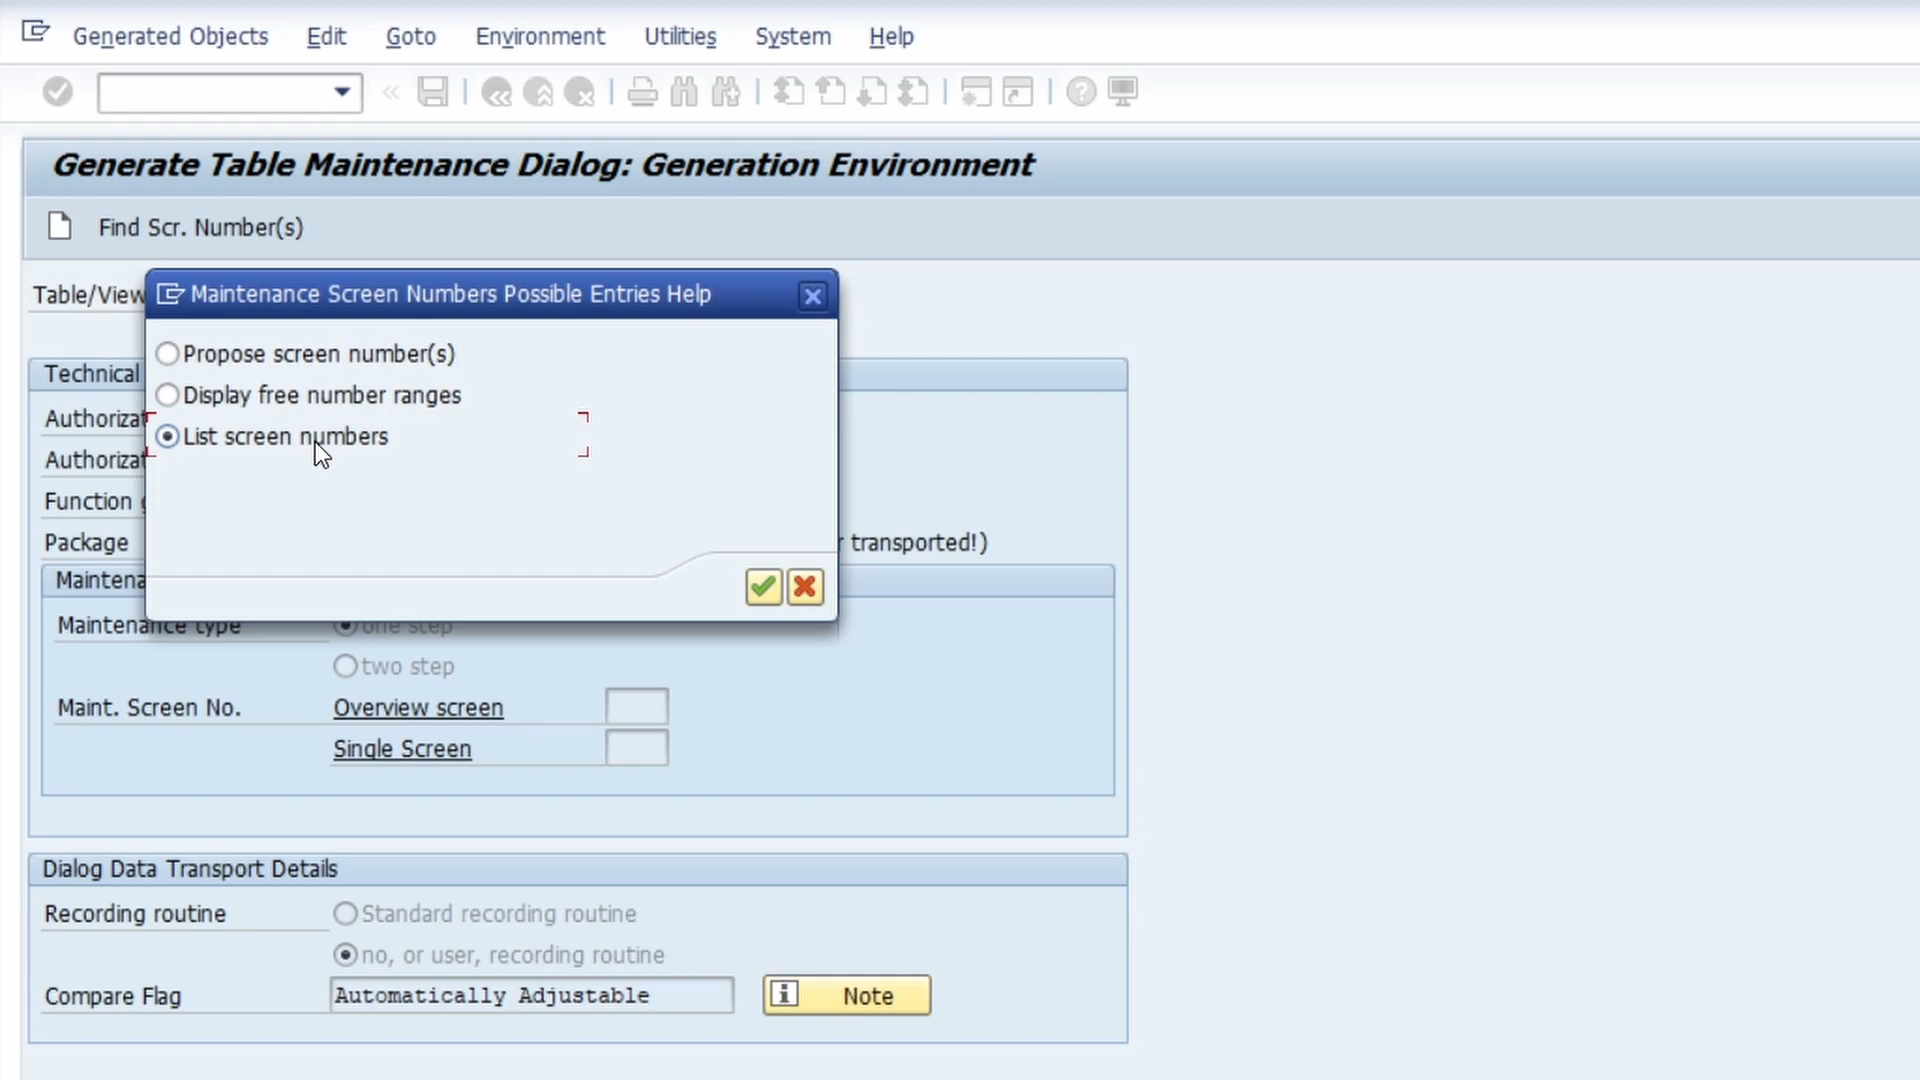 Generated Objects Edit Goto Environment Utilities System Help
Generate Table Maintenance Dialog: Generation Environment
Find Scr. Number(s)
Table/View
Maintenance Screen Numbers Possible Entries Help
Propose screen number(s)
Technical
Display free number ranges
List screen numbers
Function
Package transported!)
Maintenance type one step
two step
Maint. Screen No. Overview screen
Single Screen
Dialog Data Transport Details
Recording routine Standard recording routine
no, or user, recording routine
Compare Flag Automatically Adjustable Note